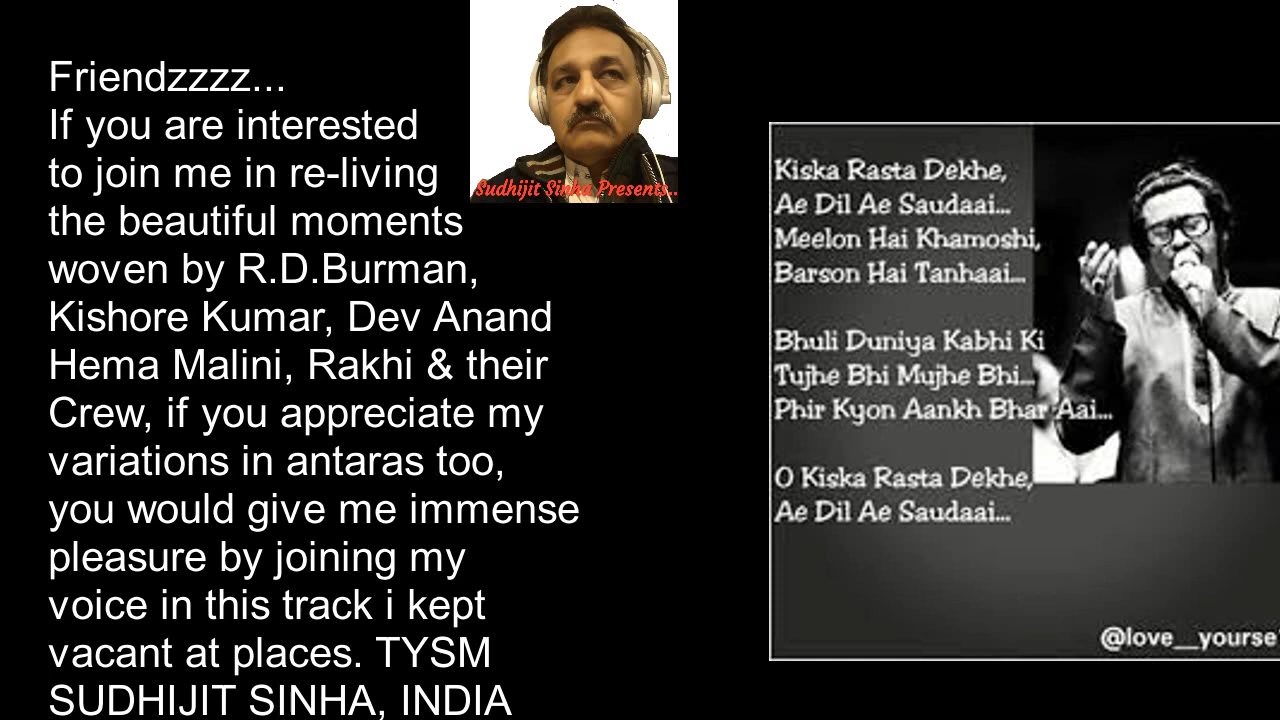 Friendzzzz...
If you are interested
to join me in re-living
the beautiful moments
woven by R.D.Burman,
Kishore Kumar, Dev Anand
Hema Malini, Rakhi & their
Crew, if you appreciate my
variations in antaras too,
you would give me immense
pleasure by joining my
voice in this track i kept
vacant at places. TYSM
SUDHIJIT SINHA, INDIA
Sudhijit Sinha Presents..
Kiska Rasta Dekhe,
Ae Dil Ae Saudaai...
Meelon Hai Khamoshi,
Barson Hai Tanhaai...
Bhuli Duniya Kabhi Ki
Tujhe Bhi Mujhe Bhi...
Phir Kyon Aankh Bhar Aai...
O Kiska Rasta Dekhe,
Ae Dil Ae Saudaai...
@love__yourse